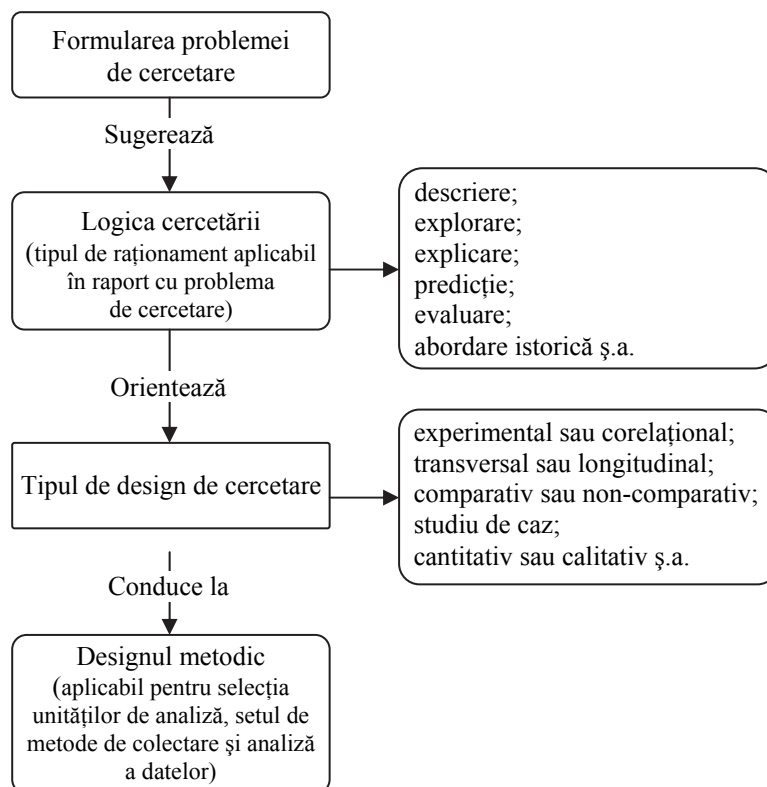 Formularea problemei
de cercetare
Sugerează
Logica cercetării
(tipul de raționament aplicabil
în raport cu problema
de cercetare)
descriere;
explorare;
explicare;
predicție;
evaluare;
abordare istorică ş.a.
Orientează
Tipul de design de cercetare
experimental sau corelațional;
transversal sau longitudinal;
comparativ sau non-comparativ;
studiu de caz;
cantitativ sau calitativ ş.a.
Conduce la
Designul metodic
(aplicabil pentru selecția
unităților de analiză, setul de
metode de colectare şi analiză
a datelor)